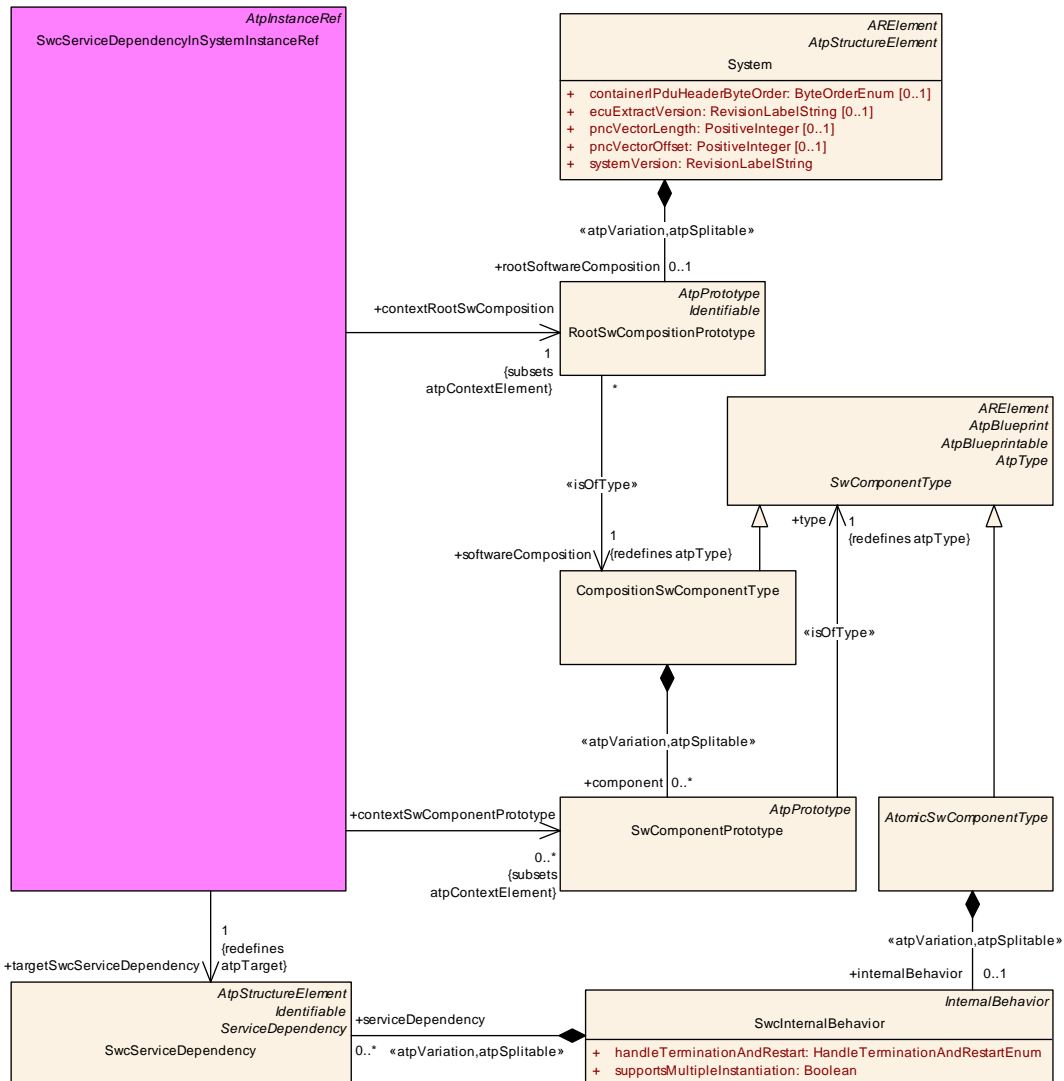 AtpInstanceRef
SwcServiceDependencyInSystemInstanceRef
ARElement
AtpStructureElement
System
+ containerIPduHeaderByteOrder: ByteOrderEnum [0..1]
+ ecuExtractVersion: RevisionLabelString [0..1]
+ pncVectorLength: PositiveInteger [0..1]
+ pncVectorOffset: PositiveInteger [0..1]
+ systemVersion: RevisionLabelString
«atpVariation,atpSplitable»
+rootSoftwareComposition 0..1
AtpPrototype
Identifiable
RootSwCompositionPrototype
+contextRootSwComposition
1
{subsets
atpContextElement}
*
ARElement
AtpBlueprint
AtpBlueprintable
AtpType
SwComponentType
«isOfType»
+type 1
{redefines atpType}
1
+softwareComposition {redefines atpType}
CompositionSwComponentType
«isOfType»
«atpVariation,atpSplitable»
+component 0..*
AtpPrototype
SwComponentPrototype
AtomicSwComponentType
+contextSwComponentPrototype
0..*
{subsets
atpContextElement}
1
{redefines
atpTarget}
+targetSwcServiceDependency
«atpVariation,atpSplitable»
+internalBehavior 0..1
AtpStructureElement
Identifiable
ServiceDependency
SwcServiceDependency
+serviceDependency
0..* «atpVariation,atpSplitable»
InternalBehavior
SwcInternalBehavior
+ handleTerminationAndRestart: HandleTerminationAndRestartEnum
+ supportsMultipleInstantiation: Boolean